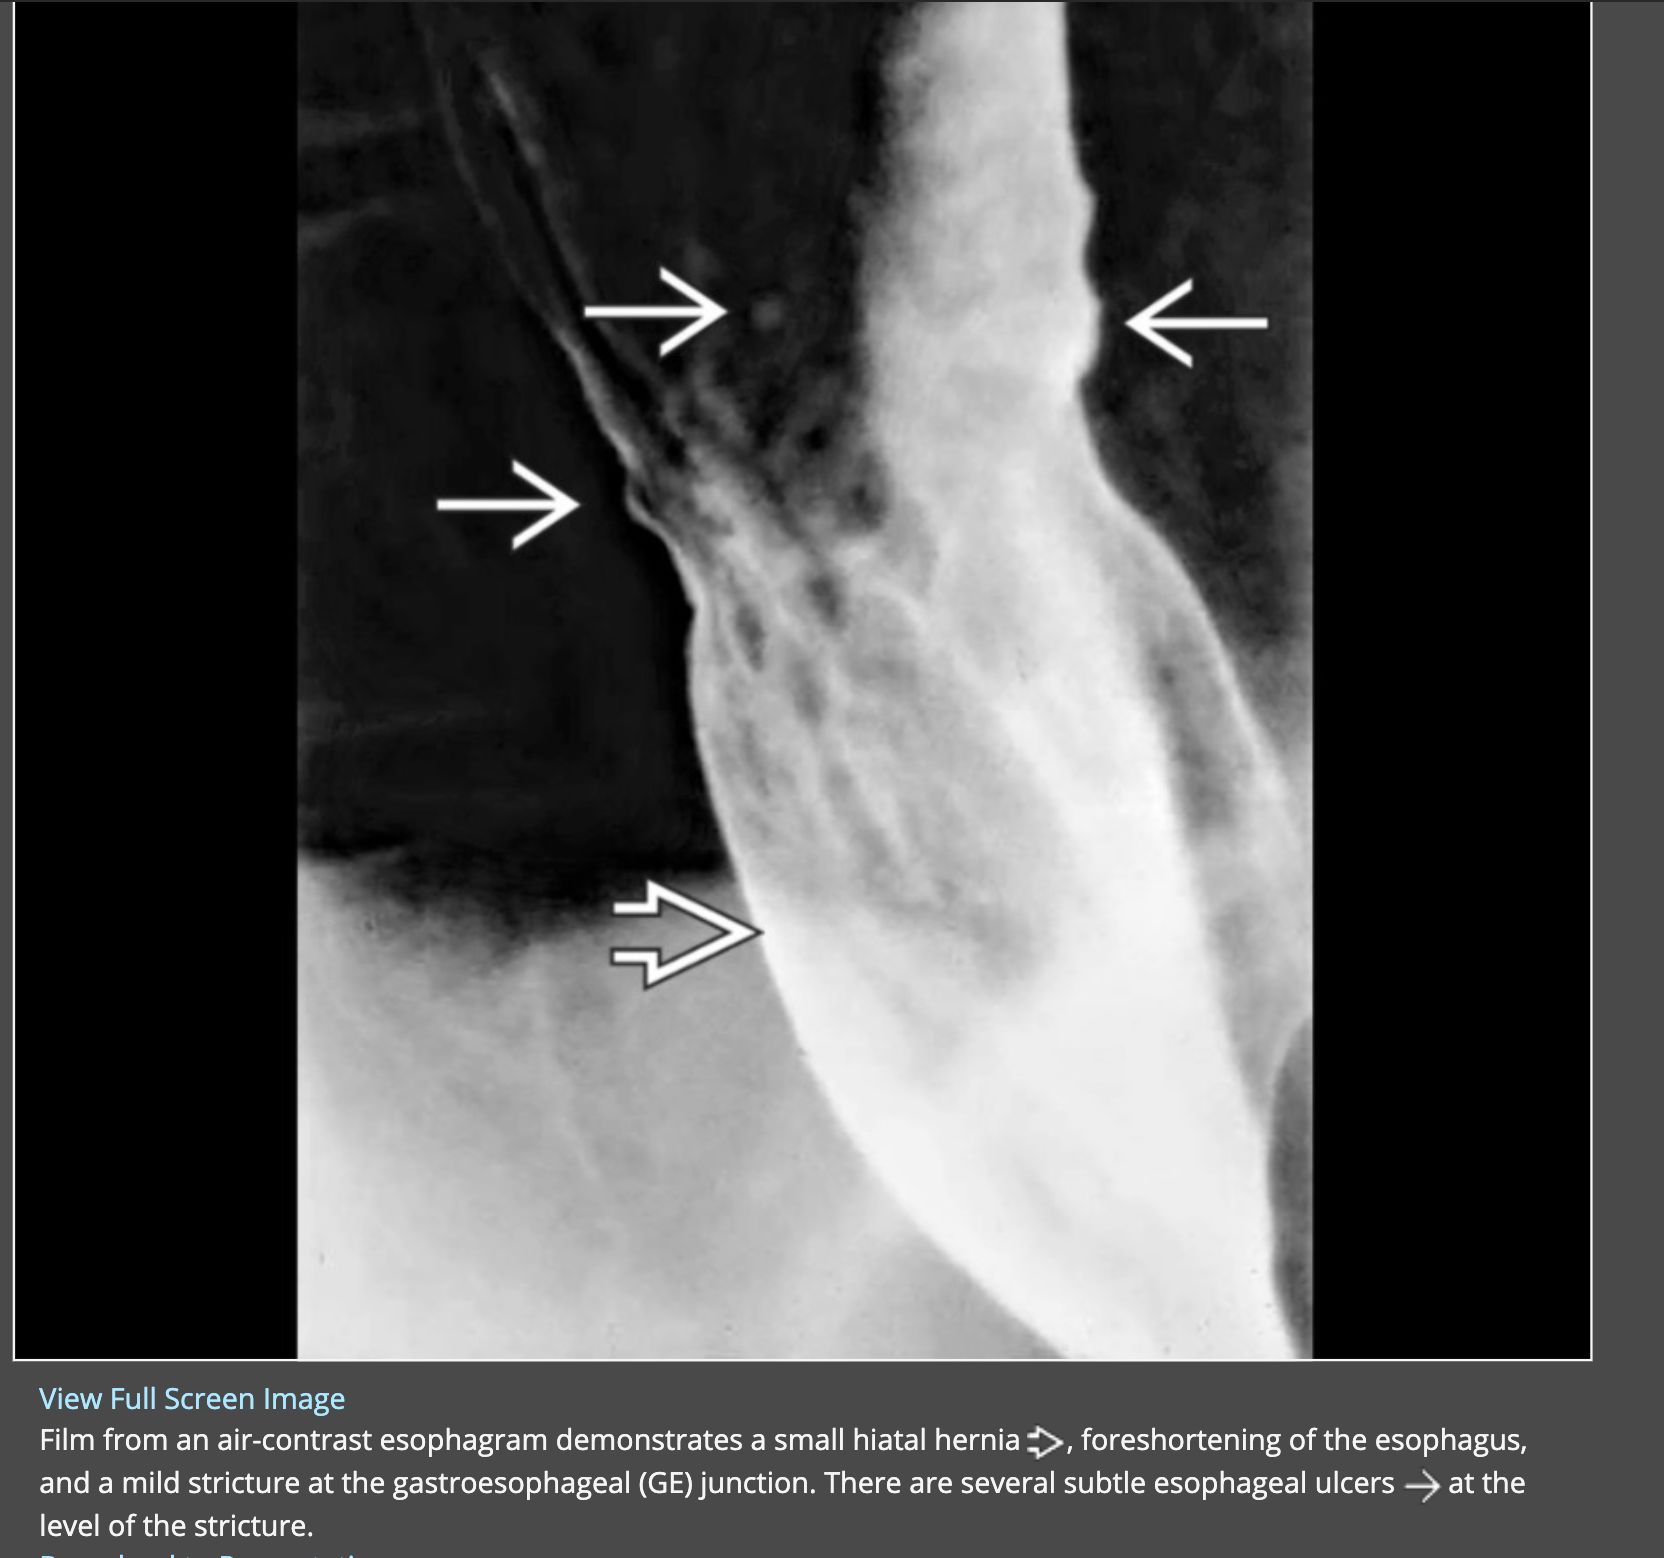 View Full Screen Image
Film from an air-contrast esophagram demonstrates a small hiatal hernia , foreshortening of the esophagus,
and a mild stricture at the gastroesophageal (GE) junction. There are several subtle esophageal ulcers at the
level of the stricture.